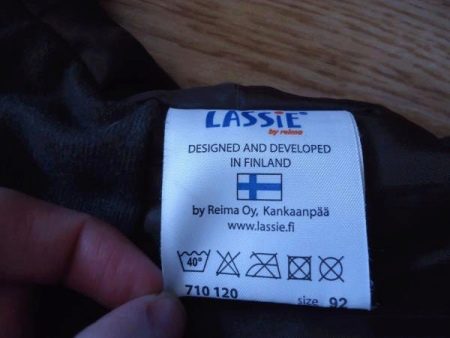 LASSiE®
by reima
DESIGNED AND DEVELOPED
IN FINLAND
by Reima Oy, Kankaanpää
www.lassie.fi
40°
710 120 size 92